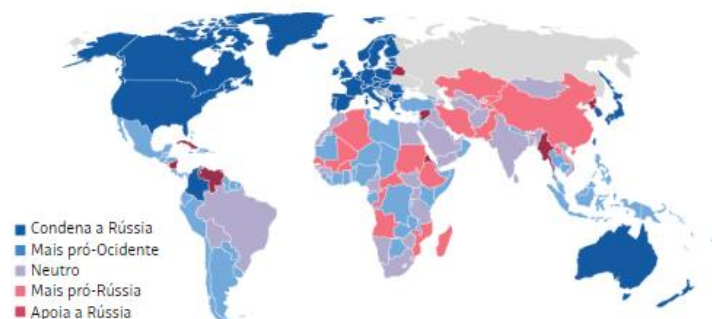 Condena a Rússia
Mais pró-Ocidente
Neutro
Mais pró-Rússia
Apoia a Rússia